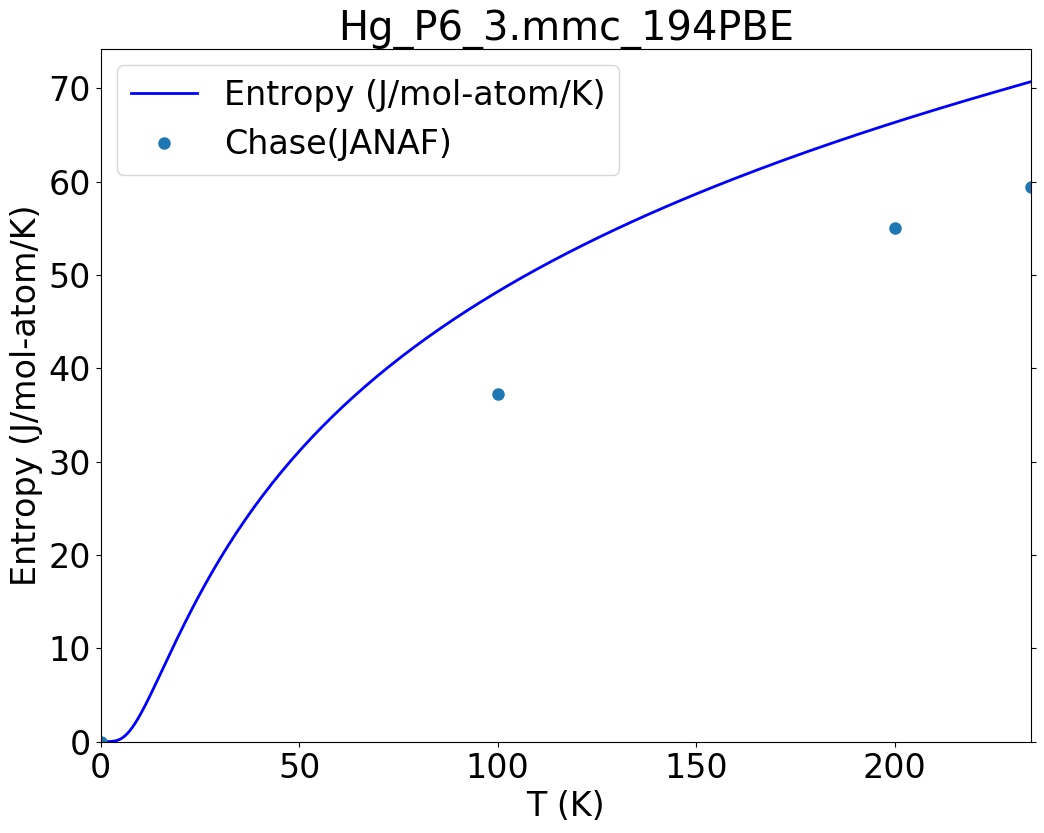 Hg_P6_3.mmc_194PBE
Entropy (J/mol-atom/K)
Chase(JANAF)
Entropy (J/mol-atom/K)
70
60
50
40
30
20
10
0
0 50 100 150 200
T (K)